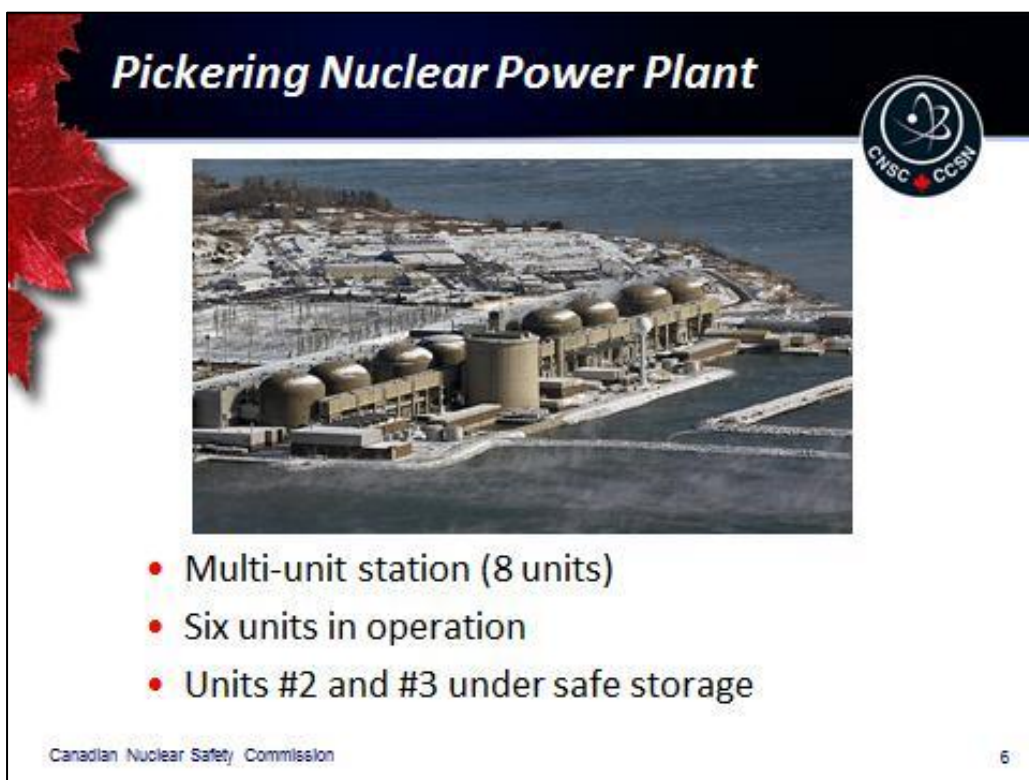 Pickering Nuclear Power Plant
CNSC CCSN
• Multi-unit station (8 units)
• Six units in operation
• Units #2 and #3 under safe storage
Canadian Nuclear Safety Commission
6